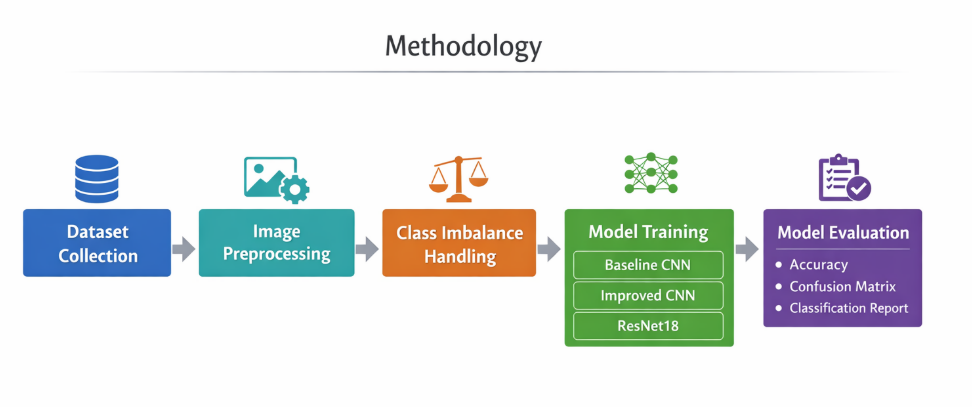 Methodology
Dataset
Collection
Image
Preprocessing
Class Imbalance
Handling
Model Training
Baseline CNN
Improved CNN
ResNet18
Model Evaluation
• Accuracy
• Confusion Matrix
• Classification Report